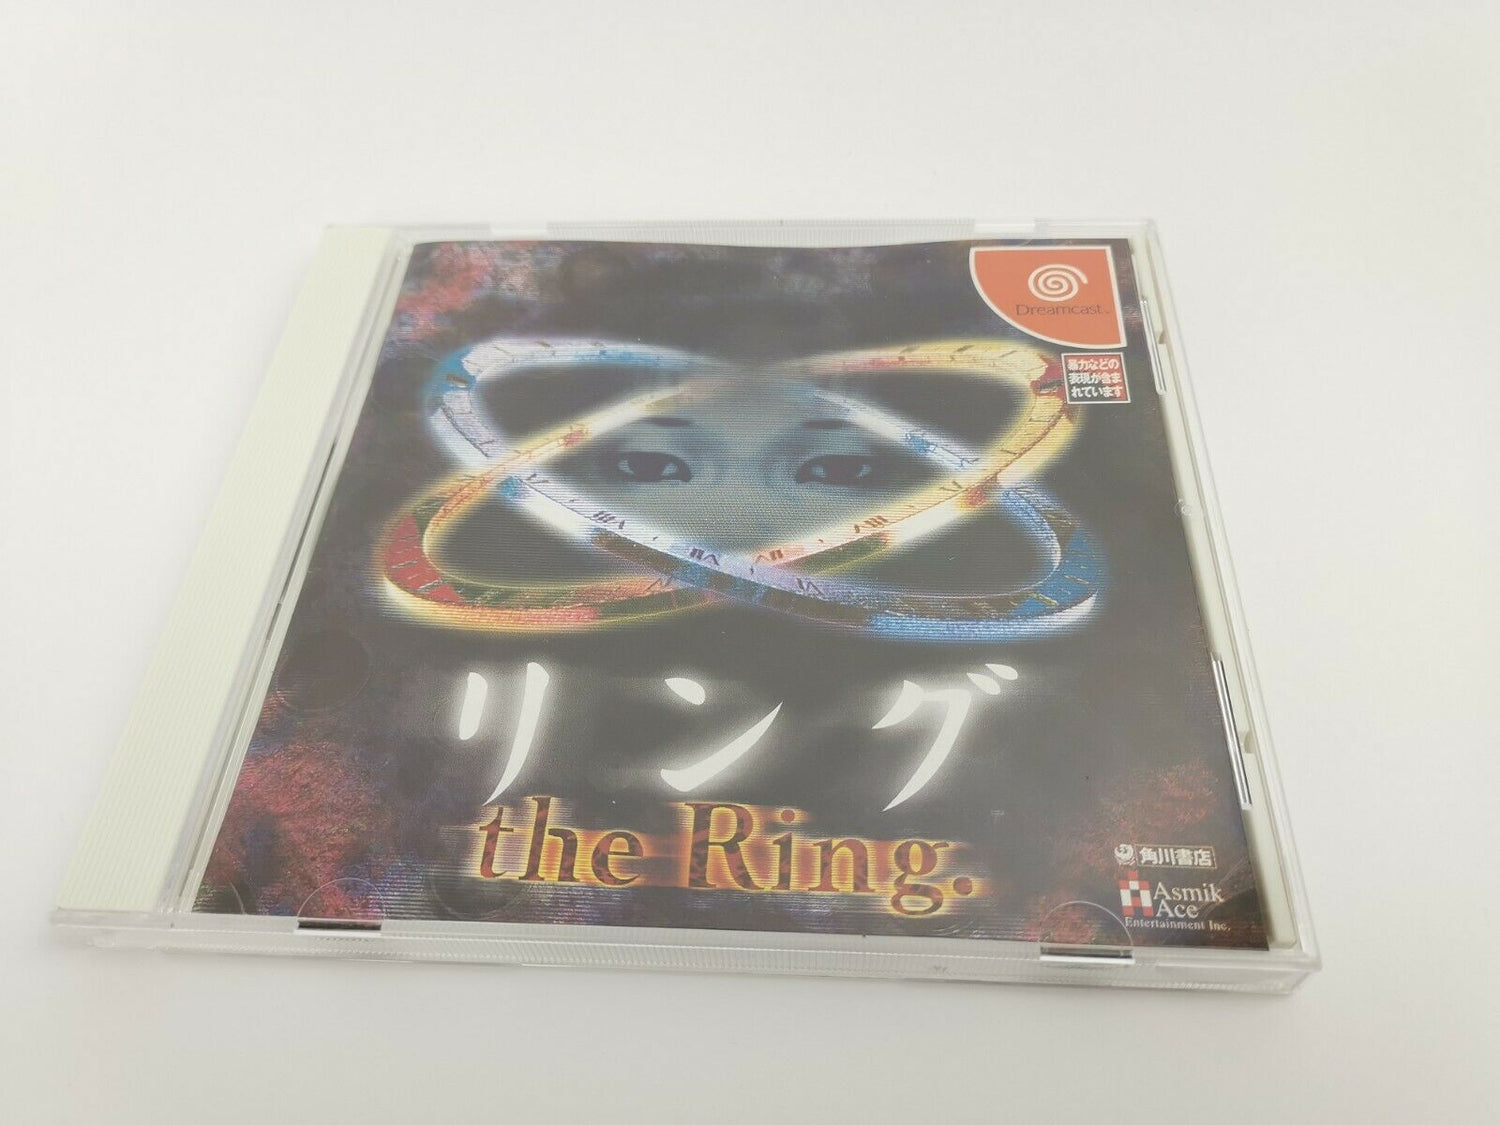 Dreamcast™
暴力などの
表現が含ま
れています
リング
the Ring.
角川書店
Asmik
Ace
Entertainment Inc.